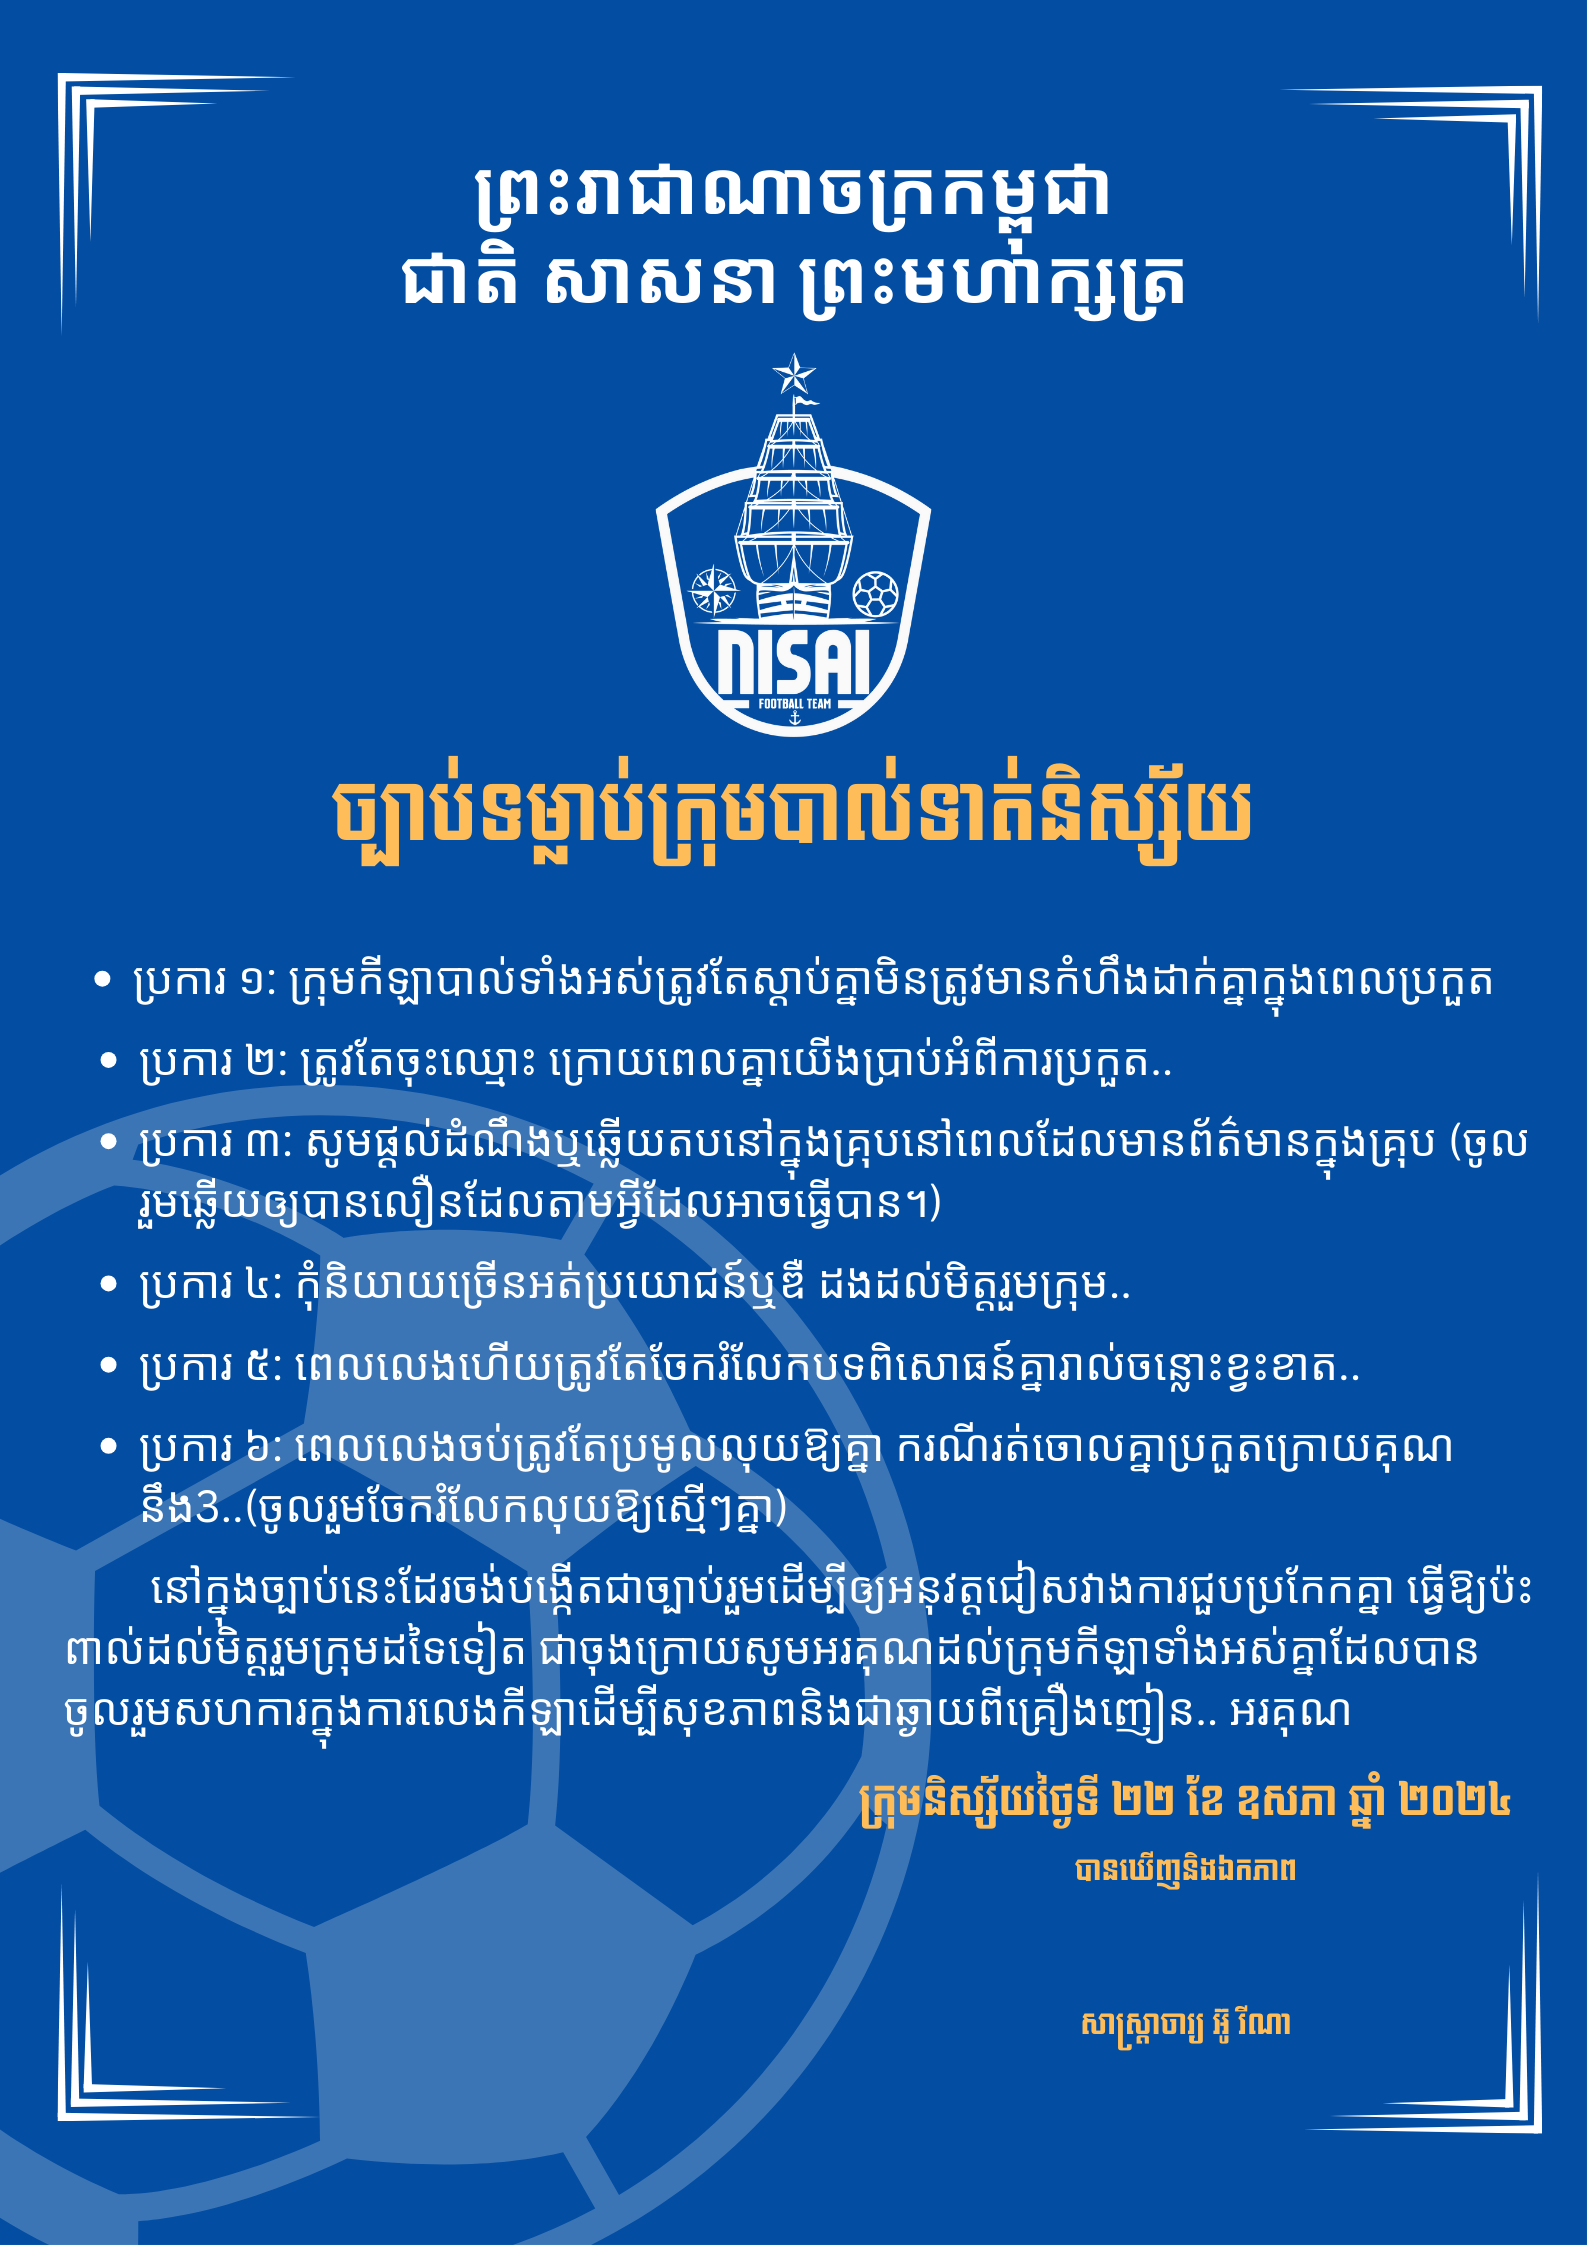 ព្រះរាជាណាចក្រកម្ពុជា
ជាតិ សាសនា ព្រះមហាក្សត្រ
NISAI
FOOTBALL TEAM
ច្បាប់ទម្លាប់ក្រុមបាល់ទាត់និស្ស័យ
• ប្រការ ១: ក្រុមកីឡាបាល់ទាំងអស់ត្រូវតែស្តាប់គ្នាមិនត្រូវមានកំហឹងដាក់គ្នាក្នុងពេលប្រកួត
• ប្រការ ២: ត្រូវតែចុះឈ្មោះ ក្រោយពេលគ្នាយើងប្រាប់អំពីការប្រកួត..
• ប្រការ ៣: សូមផ្តល់ដំណឹងឬឆ្លើយតបនៅក្នុងគ្រុបនៅពេលដែលមានព័ត៌មានក្នុងគ្រុប (ចូល
រួមឆ្លើយឲ្យបានលឿនដែលតាមអ្វីដែលអាចធ្វើបាន។)
• ប្រការ ៤: កុំនិយាយច្រើនអត់ប្រយោជន៍ឬឌឺ ដងដល់មិត្តរួមក្រុម..
• ប្រការ ៥: ពេលលេងហើយត្រូវតែចែករំលែកបទពិសោធន៍គ្នារាល់ចន្លោះខ្វះខាត..
• ប្រការ ៦: ពេលលេងចប់ត្រូវតែប្រមូលលុយឱ្យគ្នា ករណីរត់ចោលគ្នាប្រកួតក្រោយគុណ
នឹង3..(ចូលរួមចែករំលែកលុយឱ្យស្មើៗគ្នា)
នៅក្នុងច្បាប់នេះដែរចង់បង្កើតជាច្បាប់រួមដើម្បីឲ្យអនុវត្តជៀសវាងការជួបប្រកែកគ្នា ធ្វើឱ្យប៉ះ
ពាល់ដល់មិត្តរួមក្រុមដទៃទៀត ជាចុងក្រោយសូមអរគុណដល់ក្រុមកីឡាទាំងអស់គ្នាដែលបាន
ចូលរួមសហការក្នុងការលេងកីឡាដើម្បីសុខភាពនិងជាឆ្ងាយពីគ្រឿងញៀន.. អរគុណ
ក្រុមនិស្ស័យថ្ងៃទី ២២ ខែ ឧសភា ឆ្នាំ ២០២៤
បានឃើញនិងឯកភាព
សាស្ត្រាចារ្យ អ៊ូ រីណា